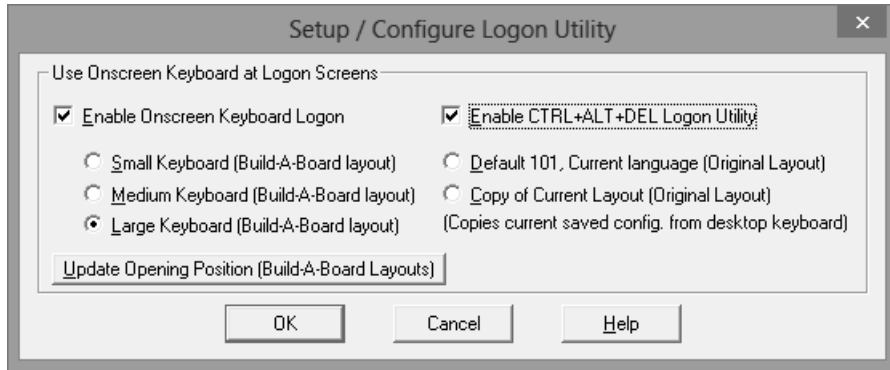 Setup / Configure Logon Utility
×
Use Onscreen Keyboard at Logon Screens
Enable Onscreen Keyboard Logon
Enable CTRL+ALT+DEL Logon Utility
Small Keyboard (Build-A-Board layout)
Default 101, Current language (Original Layout)
Medium Keyboard (Build-A-Board layout)
Copy of Current Layout (Original Layout)
Large Keyboard (Build-A-Board layout)
(Copies current saved config. from desktop keyboard)
Update Opening Position (Build-A-Board Layouts)
OK
Cancel
Help